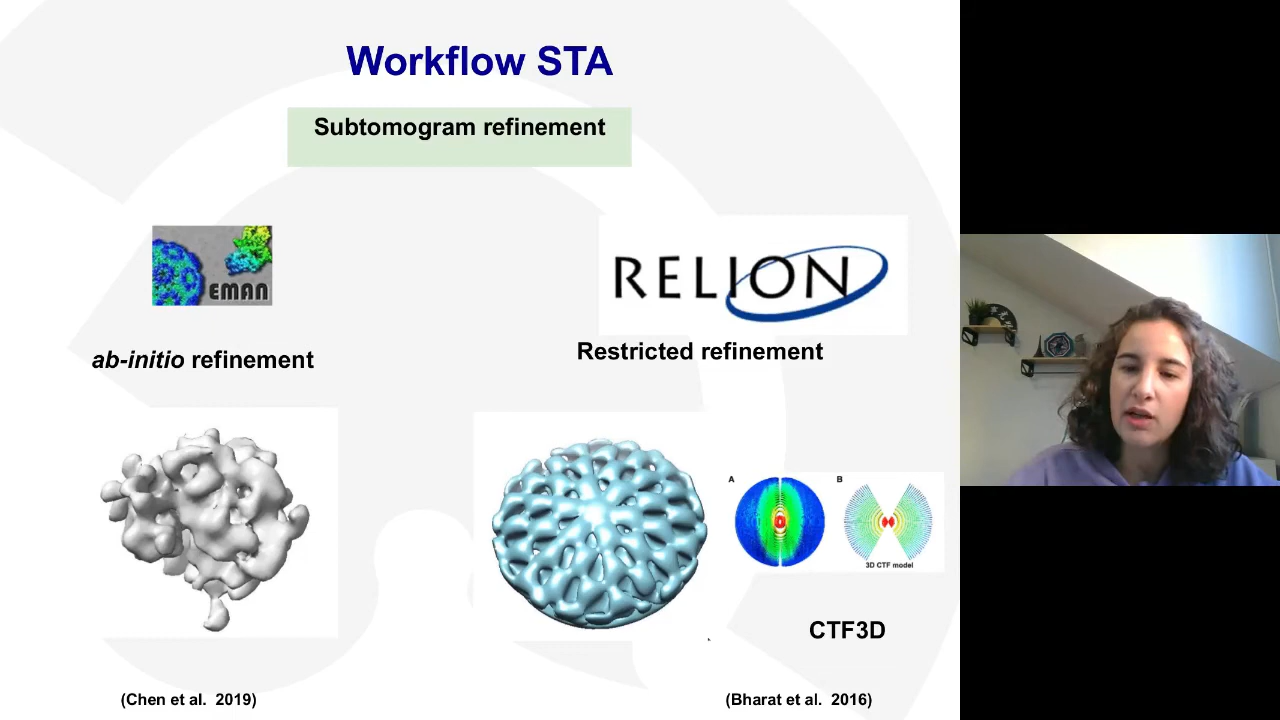 Workflow STA
Subtomogram refinement
EMAN
RELION
ab-initio refinement
Restricted refinement
A
B
3D CTF model
CTF3D
(Chen et al. 2019)
(Bharat et al. 2016)